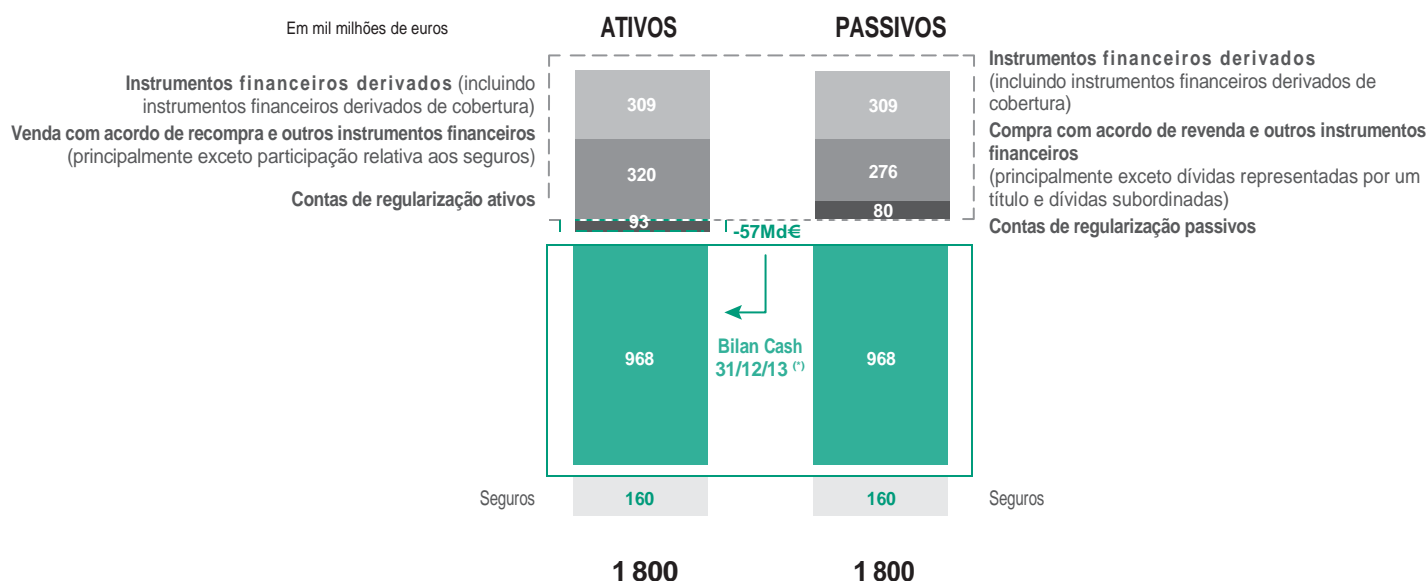 Em mil milhões de euros
ATIVOS
PASSIVOS
Instrumentos financeiros derivados (incluindo
instrumentos financeiros derivados de cobertura)
Venda com acordo de recompra e outros instrumentos financeiros
(principalmente exceto participação relativa aos seguros)
Contas de regularização ativos
309
320
93
309
276
80
Instrumentos financeiros derivados
(incluindo instrumentos financeiros derivados de
cobertura)
Compra com acordo de revenda e outros instrumentos
financeiros
(principalmente exceto dívidas representadas por um
título e dívidas subordinadas)
Contas de regularização passivos
-57Md€
968
Bilan Cash
31/12/13 (*)
968
Seguros
160
160
Seguros
1 800
1 800